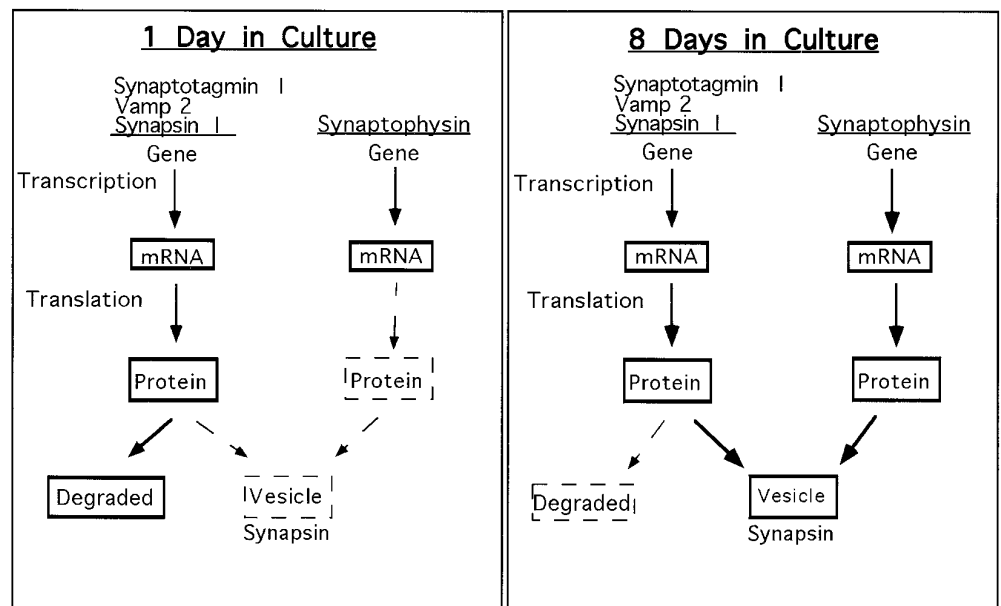 1 Day in Culture
Synaptotagmin I
Vamp 2
Synapsin I
Synaptophysin
Gene
Gene
Transcription
mRNA
mRNA
Translation
Protein
Protein
Degraded
Vesicle
Synapsin
8 Days in Culture
Synaptotagmin I
Vamp 2
Synapsin I
Synaptophysin
Gene
Gene
Transcription
mRNA
mRNA
Translation
Protein
Protein
Degraded
Vesicle
Synapsin